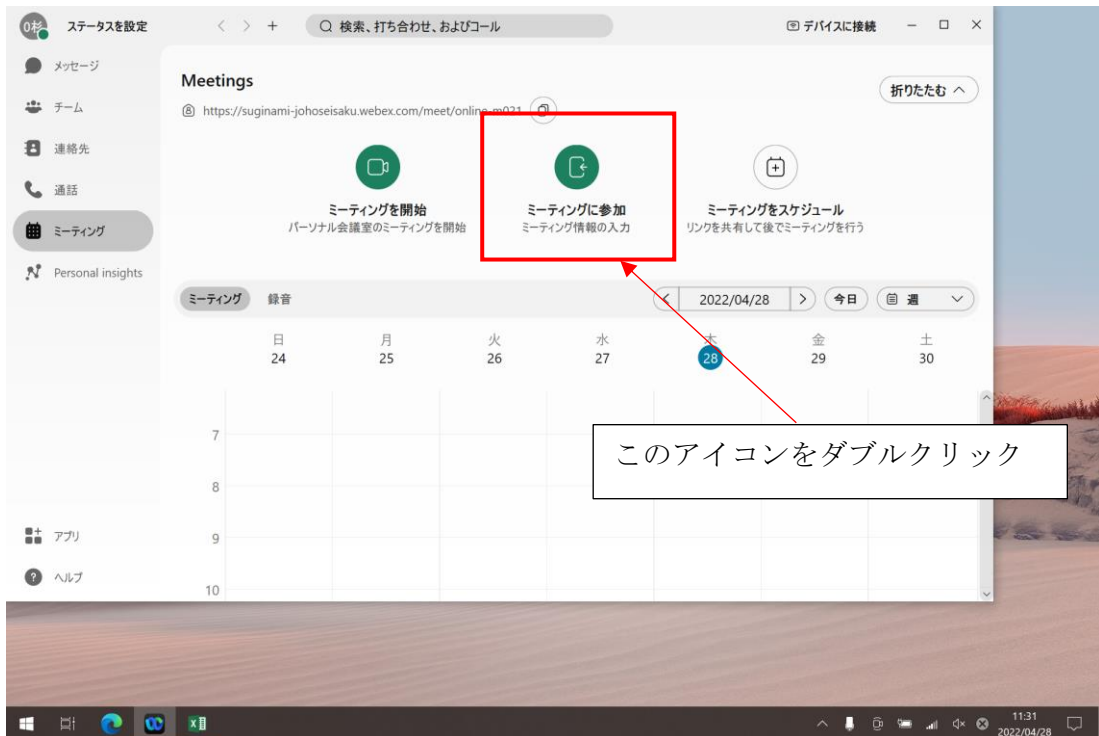 0杉 ステータスを設定
検索、打ち合わせ、およびコール
デバイスに接続
メッセージ
チーム
連絡先
通話
ミーティング
Personal insights
アプリ
ヘルプ
Meetings
折りたたむ
https://suginami-johoseisaku.webex.com/meet/online-m021
ミーティングを開始
パーソナル会議室のミーティングを開始
ミーティングに参加
ミーティング情報の入力
ミーティングをスケジュール
リンクを共有して後でミーティングを行う
ミーティング 録音
2022/04/28 今日 週
日 月 火 水 木 金 土
24 25 26 27 28 29 30
7
このアイコンをダブルクリック
8
9
10
11:31
2022/04/28